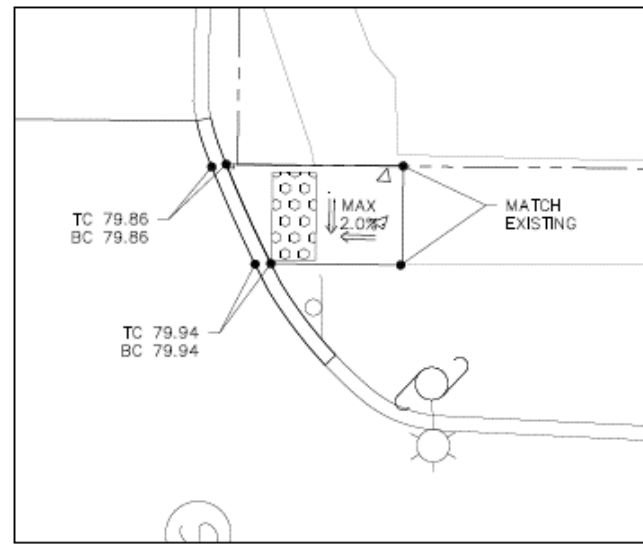 TC 79.86
BC 79.86
MAX
2.0%
MATCH
EXISTING
TC 79.94
BC 79.94
S